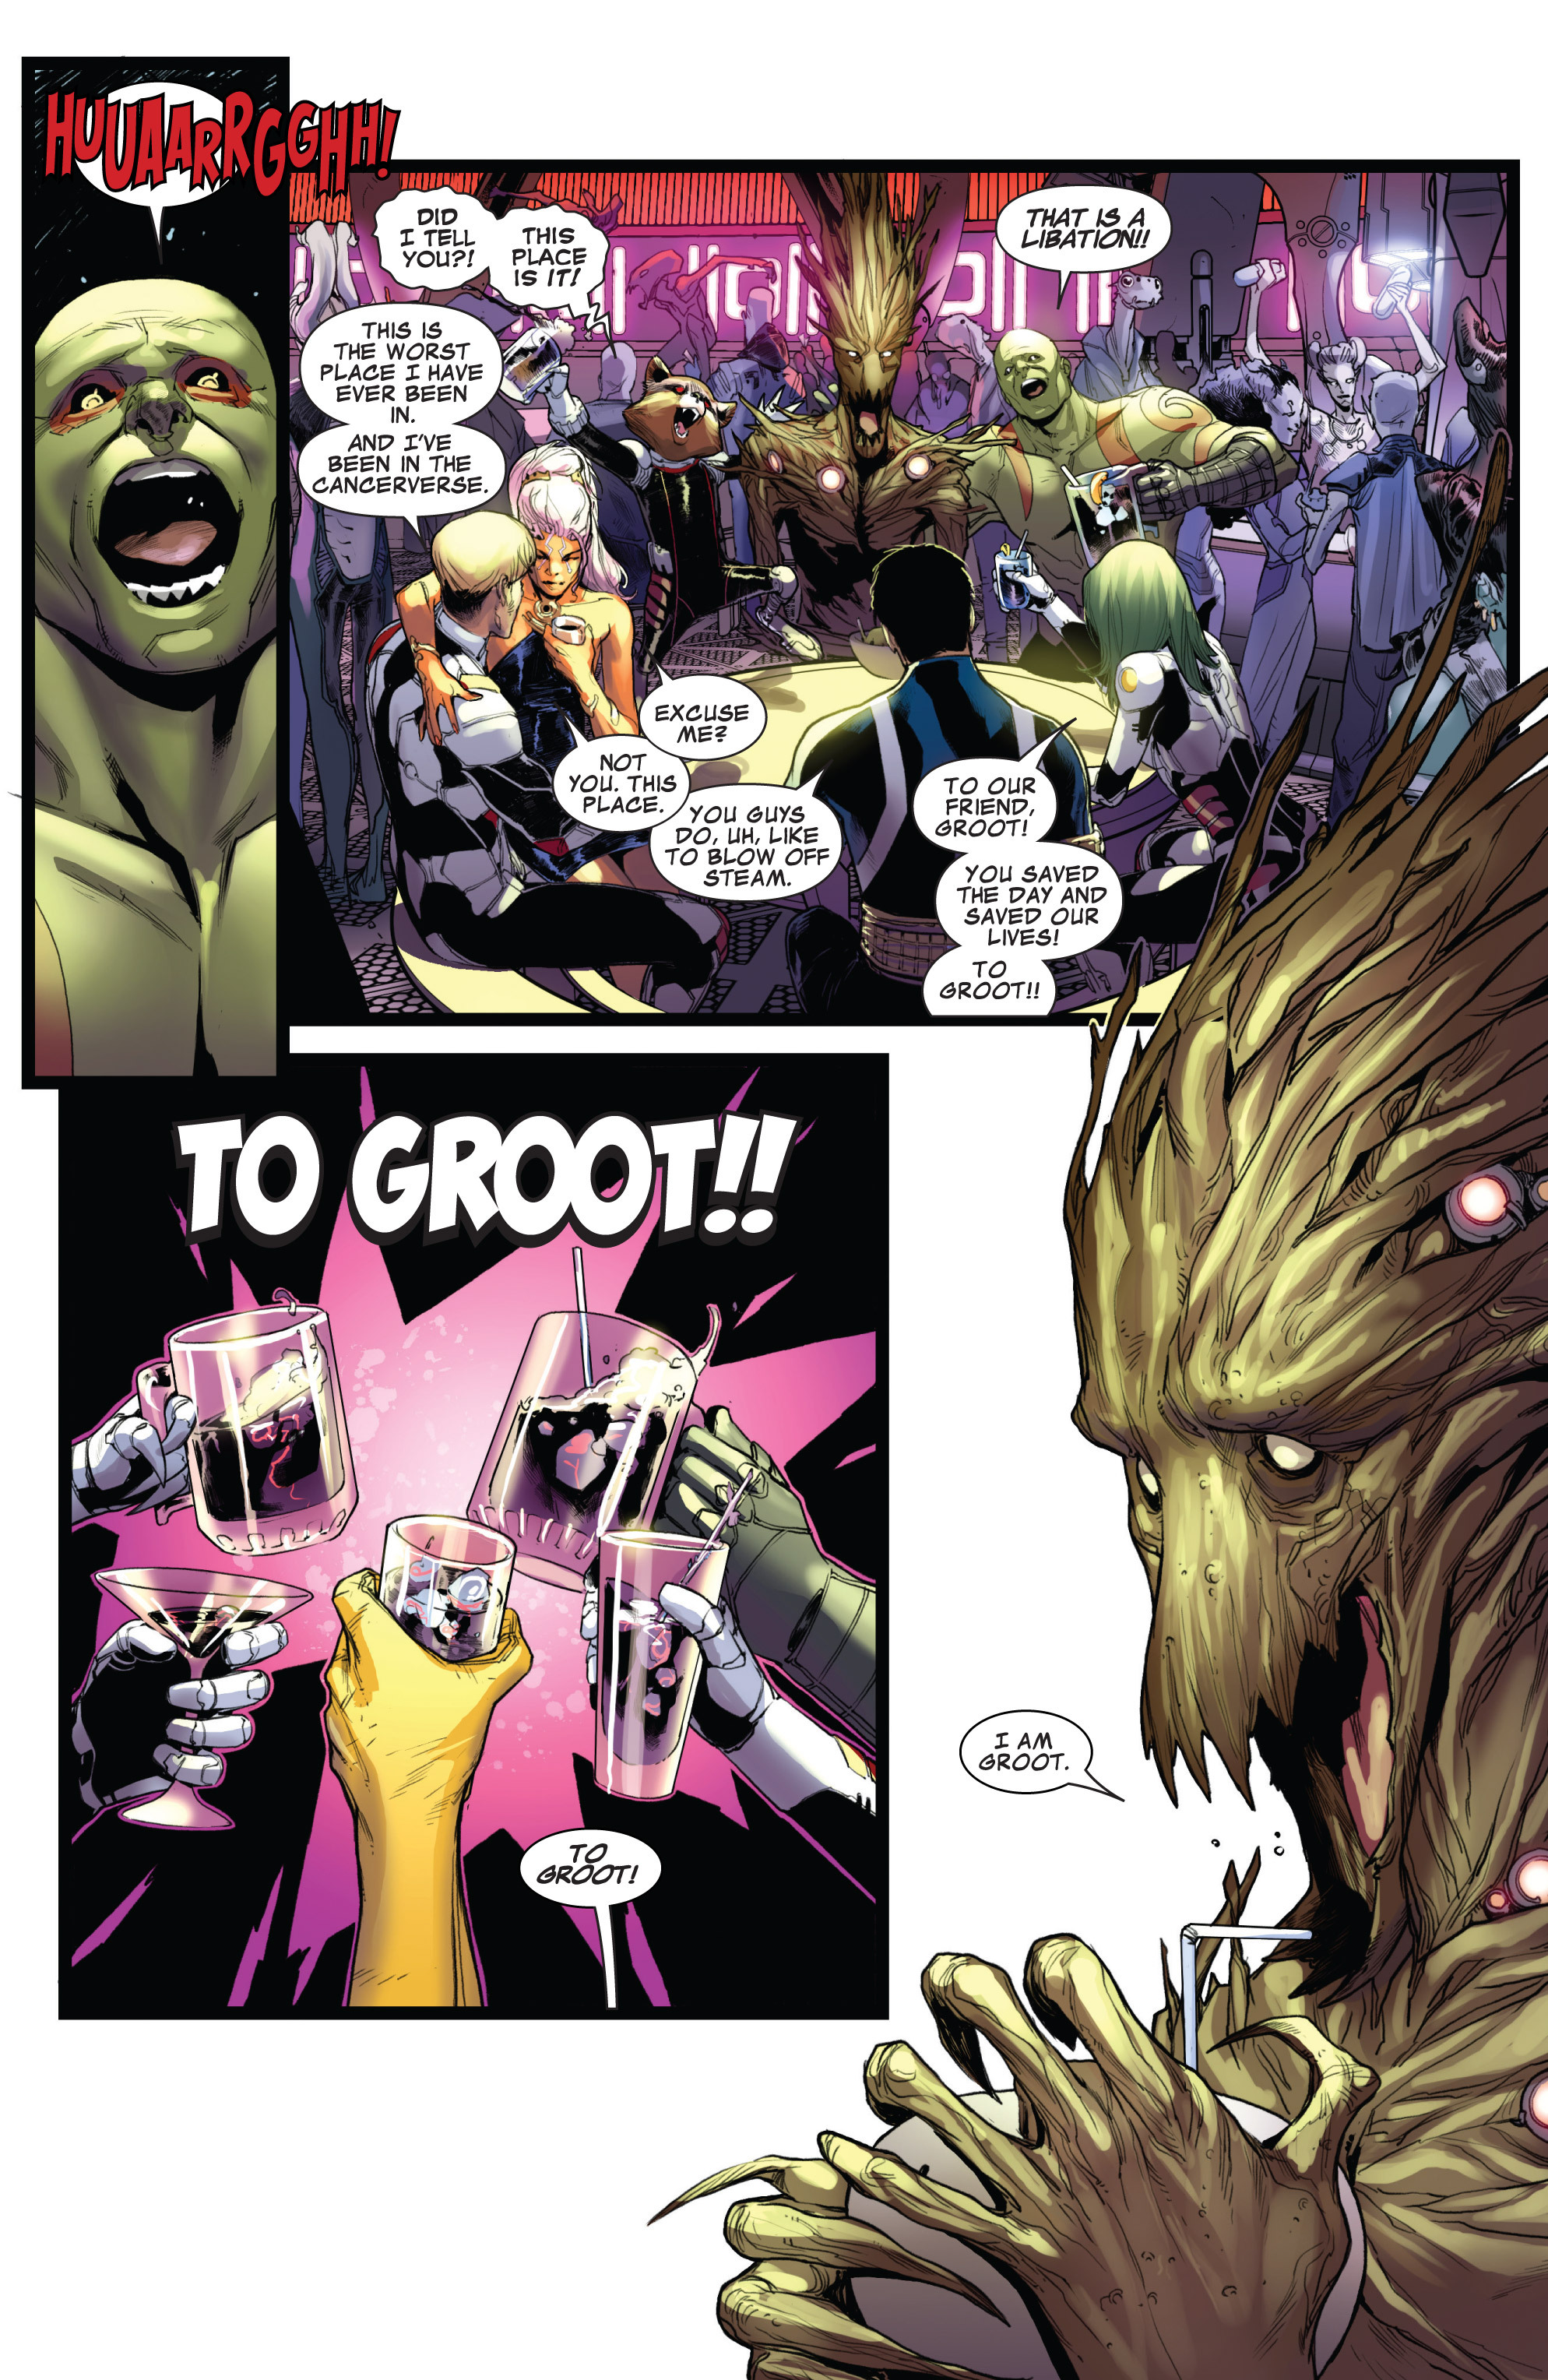 HUUAARRGGHH!
DID
I TELL
YOU?!
THIS
PLACE
IS IT!
THAT IS A
LIBATION!!
THIS IS
THE WORST
PLACE I HAVE
EVER BEEN
IN.
AND I'VE
BEEN IN THE
CANCERVERSE.
EXCUSE
ME?
NOT
YOU. THIS
PLACE.
YOU GUYS
DO, UH, LIKE
TO BLOW OFF
STEAM.
TO OUR
FRIEND,
GROOT!
YOU SAVED
THE DAY AND
SAVED OUR
LIVES!
TO
GROOT!!
TO GROOT!!
TO
GROOT!
I AM
GROOT.